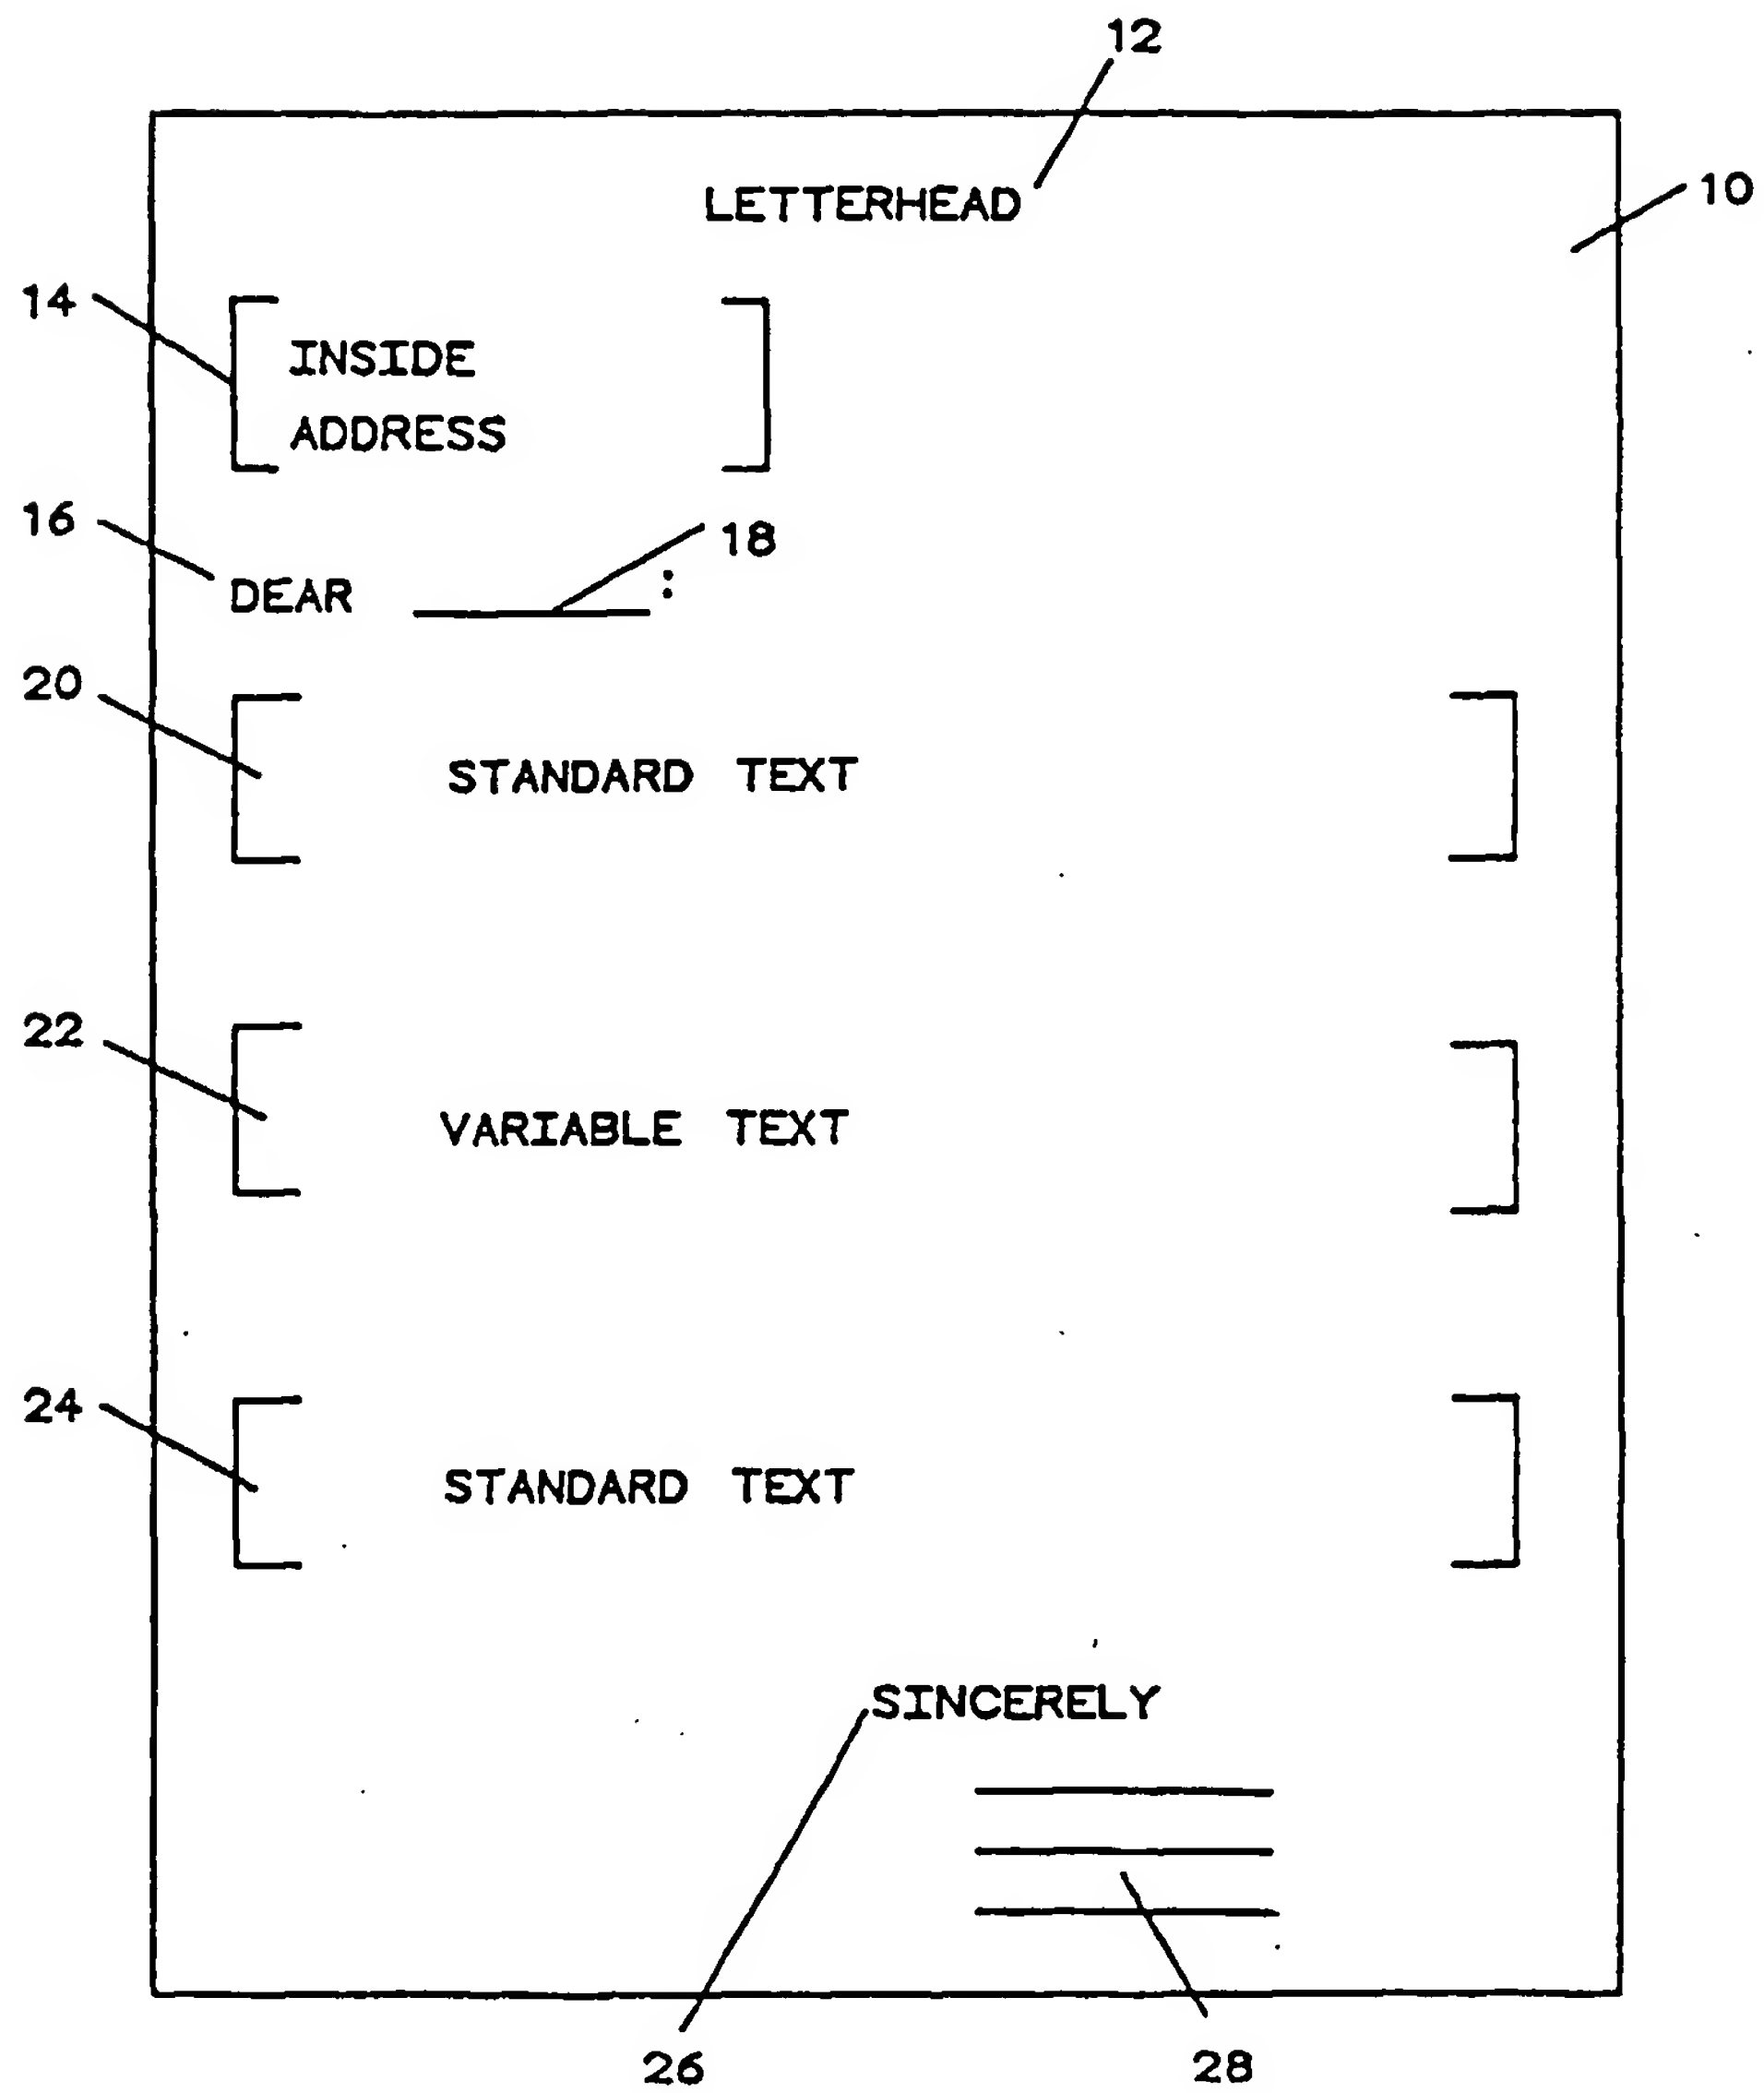 12
LETTERHEAD
10
14
INSIDE
ADDRESS
16
18
DEAR :
20
STANDARD TEXT
22
VARIABLE TEXT
24
STANDARD TEXT
SINCERELY
26
28